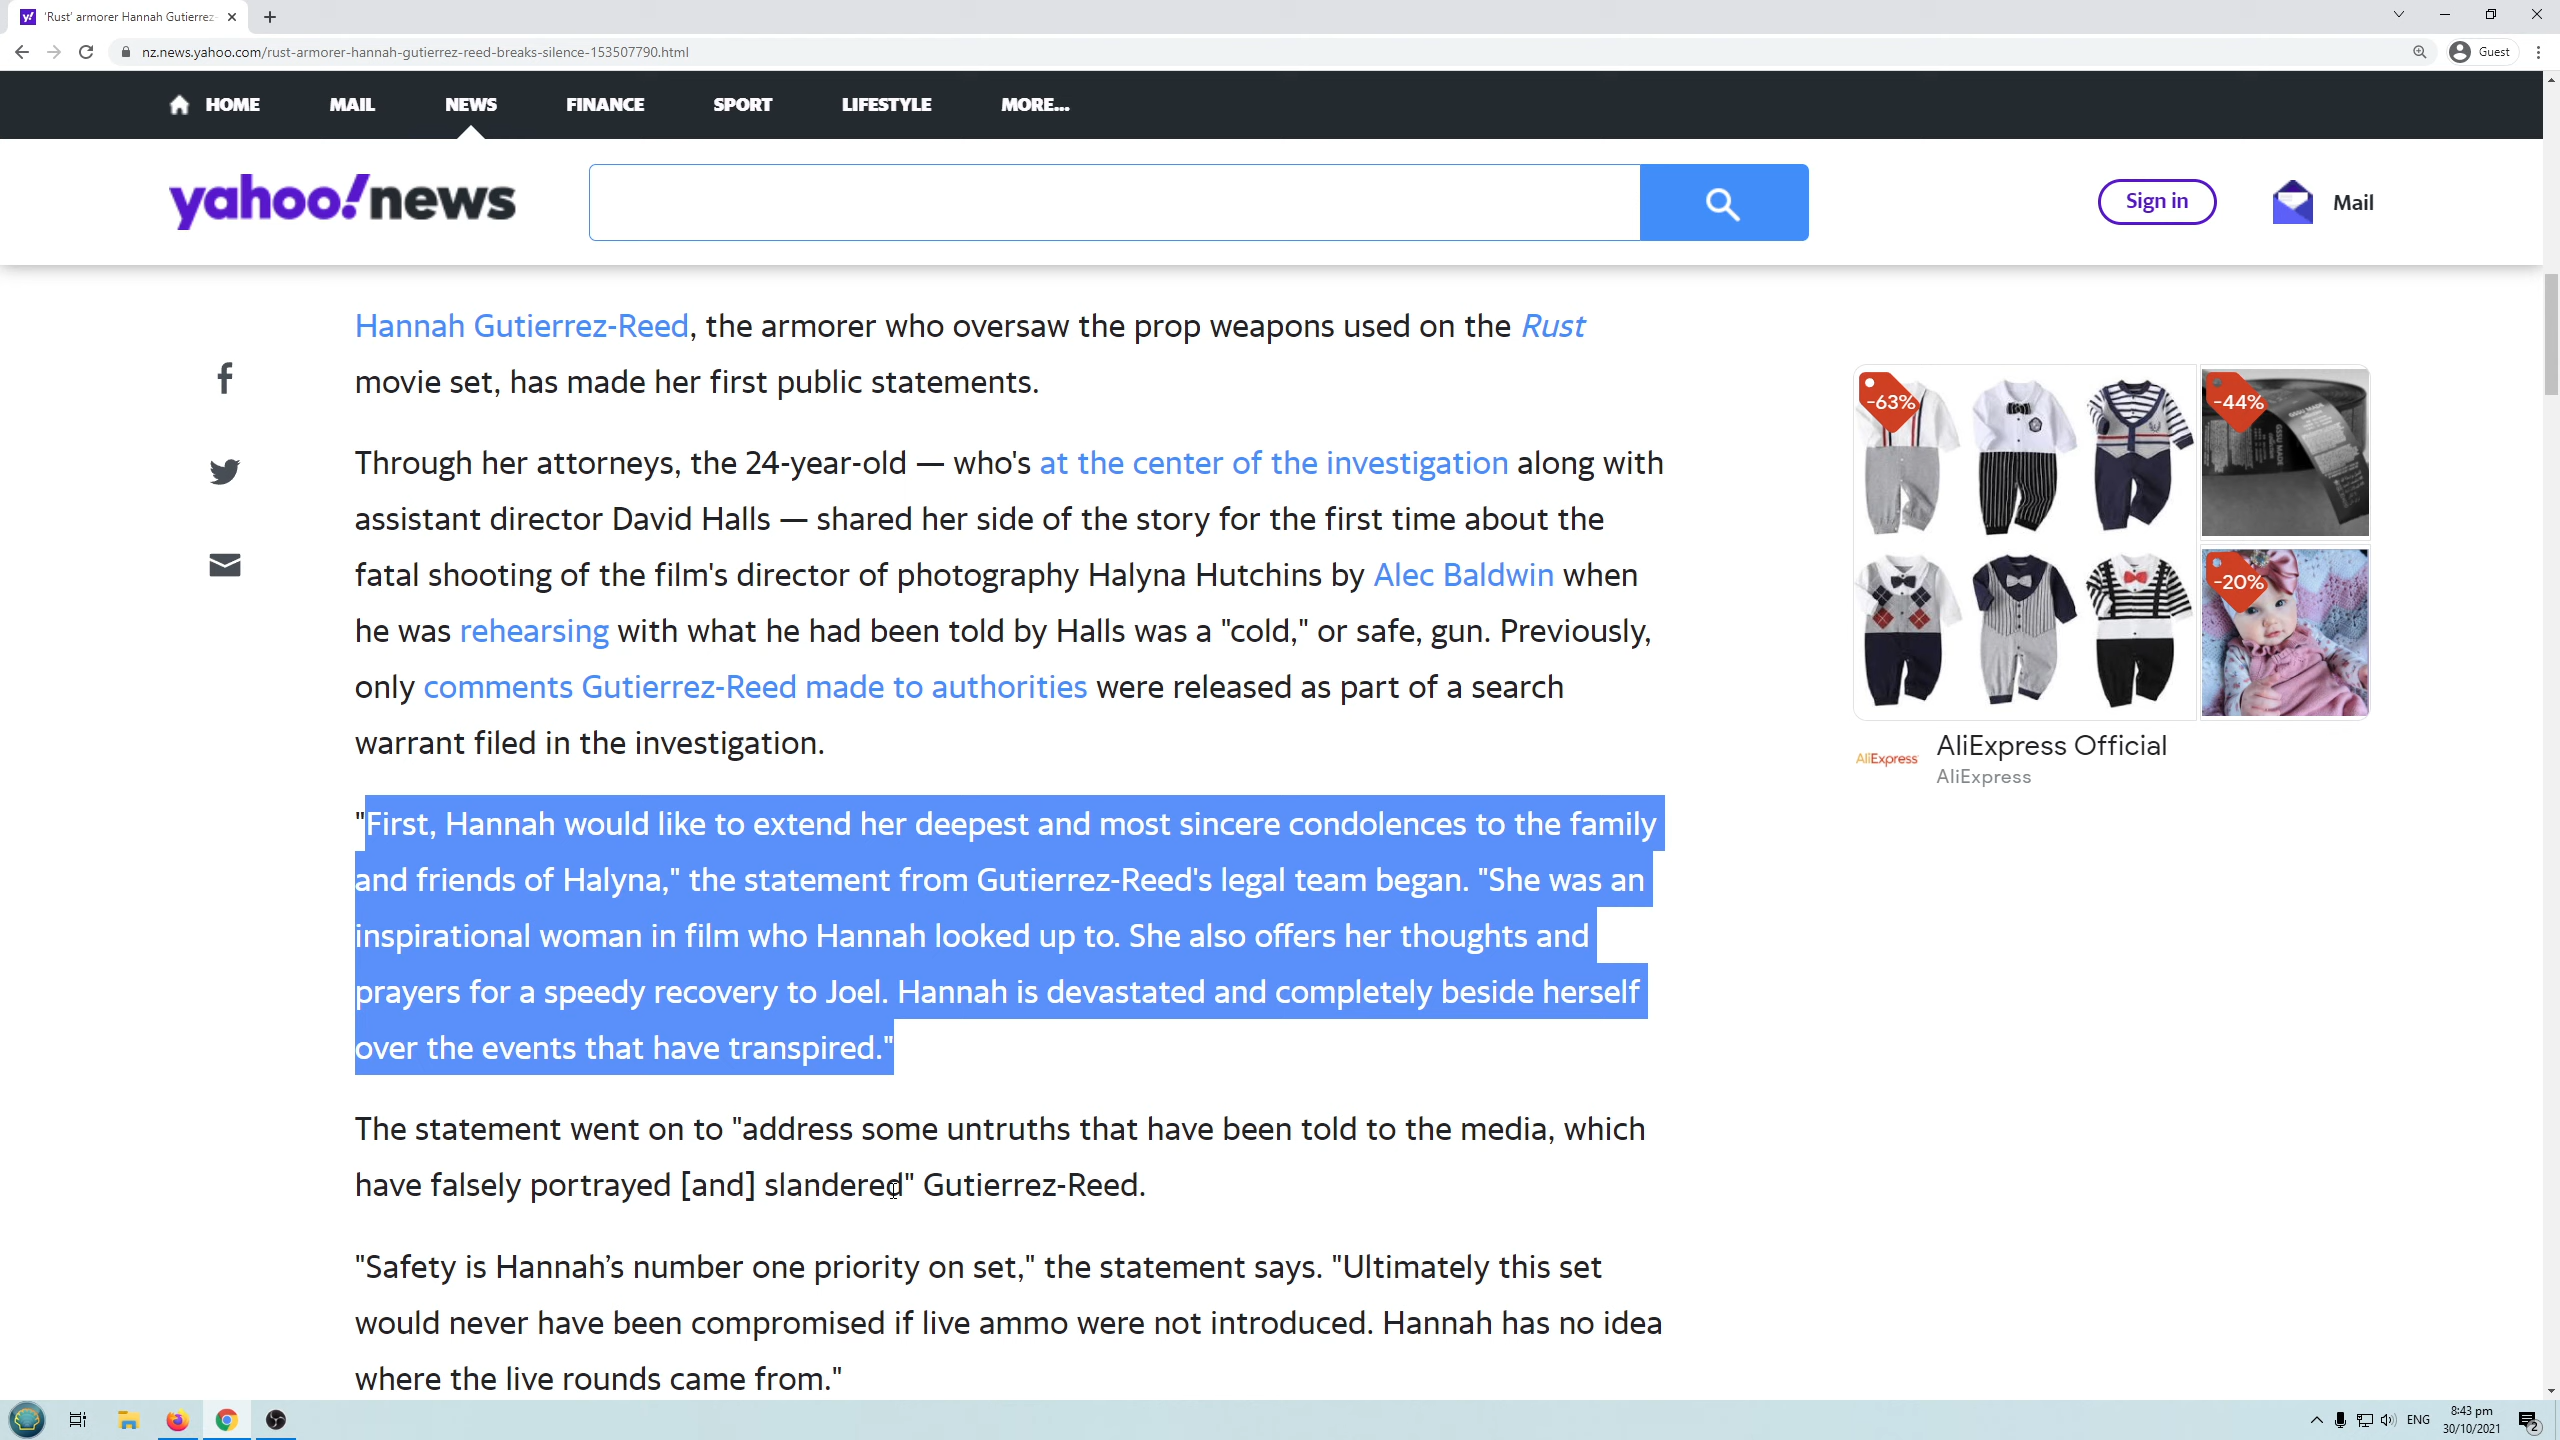 'Rust' armorer Hannah Gutierrez-
nz.news.yahoo.com/rust-armorer-hannah-gutierrez-reed-breaks-silence-153507790.html
Guest
HOME MAIL NEWS FINANCE SPORT LIFESTYLE MORE...
yahoo!news
Sign in
Mail
Hannah Gutierrez-Reed, the armorer who oversaw the prop weapons used on the Rust
movie set, has made her first public statements.
Through her attorneys, the 24-year-old — who's at the center of the investigation along with
assistant director David Halls — shared her side of the story for the first time about the
fatal shooting of the film's director of photography Halyna Hutchins by Alec Baldwin when
he was rehearsing with what he had been told by Halls was a "cold," or safe, gun. Previously,
only comments Gutierrez-Reed made to authorities were released as part of a search
warrant filed in the investigation.
"First, Hannah would like to extend her deepest and most sincere condolences to the family
and friends of Halyna," the statement from Gutierrez-Reed's legal team began. "She was an
inspirational woman in film who Hannah looked up to. She also offers her thoughts and
prayers for a speedy recovery to Joel. Hannah is devastated and completely beside herself
over the events that have transpired."
The statement went on to "address some untruths that have been told to the media, which
have falsely portrayed [and] slandered" Gutierrez-Reed.
"Safety is Hannah’s number one priority on set," the statement says. "Ultimately this set
would never have been compromised if live ammo were not introduced. Hannah has no idea
where the live rounds came from."
-63%
-44%
-20%
AliExpress
AliExpress Official
AliExpress
ENG
8:43 pm
30/10/2021
2